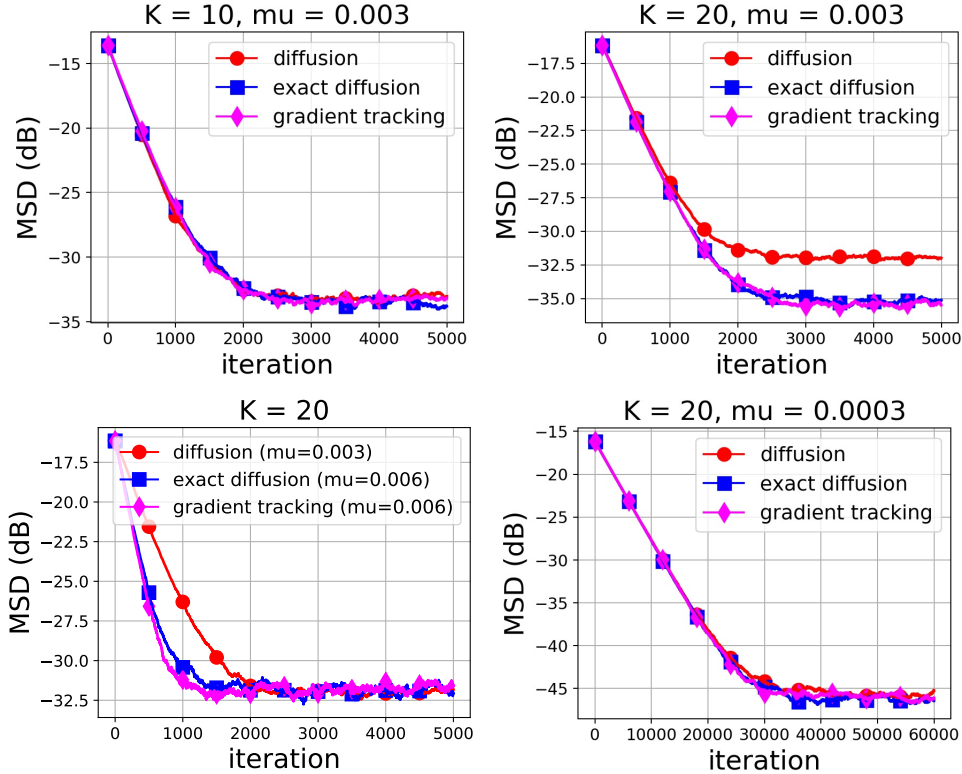 K = 10, mu = 0.003
MSD (dB)
−15
−20
−25
−30
−35
diffusion
exact diffusion
gradient tracking
0 1000 2000 3000 4000 5000
iteration
K = 20, mu = 0.003
MSD (dB)
−17.5
−20.0
−22.5
−25.0
−27.5
−30.0
−32.5
−35.0
diffusion
exact diffusion
gradient tracking
0 1000 2000 3000 4000 5000
iteration
K = 20
MSD (dB)
−17.5
−20.0
−22.5
−25.0
−27.5
−30.0
−32.5
diffusion (mu=0.003)
exact diffusion (mu=0.006)
gradient tracking (mu=0.006)
0 1000 2000 3000 4000 5000
iteration
K = 20, mu = 0.0003
MSD (dB)
−15
−20
−25
−30
−35
−40
−45
diffusion
exact diffusion
gradient tracking
0 10000 20000 30000 40000 50000 60000
iteration